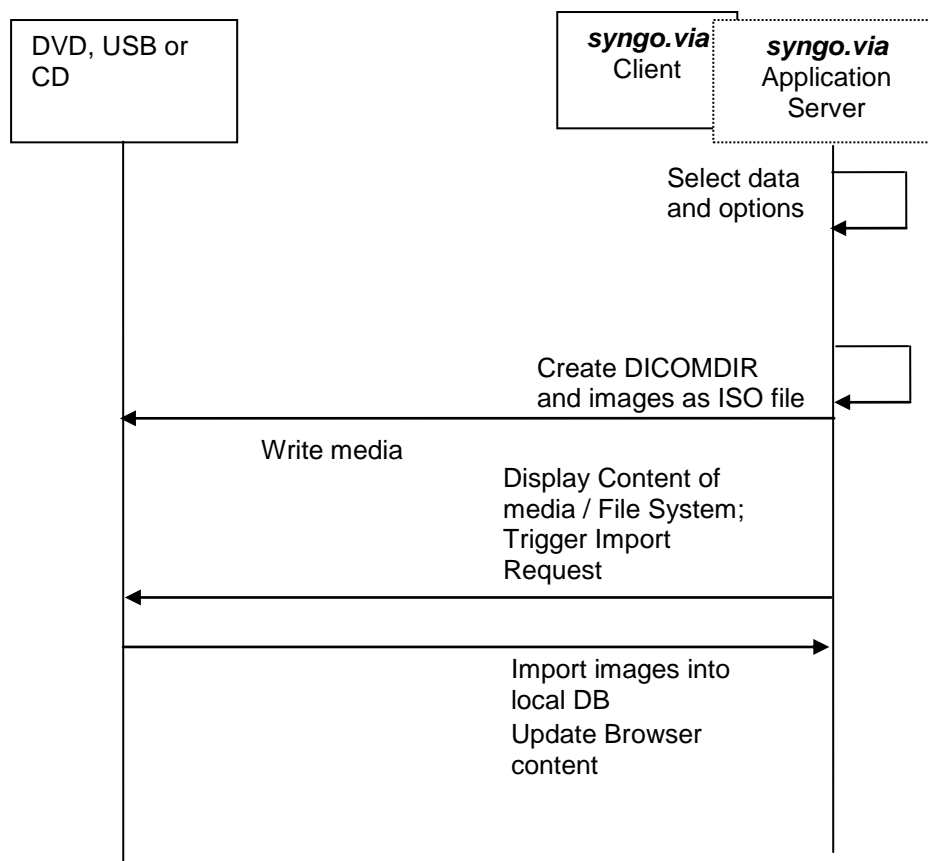 DVD, USB or
CD
syngo.via
Client
syngo.via
Application
Server
Select data
and options
Create DICOMDIR
and images as ISO file
Write media
Display Content of
media / File System;
Trigger Import
Request
Import images into
local DB
Update Browser
content